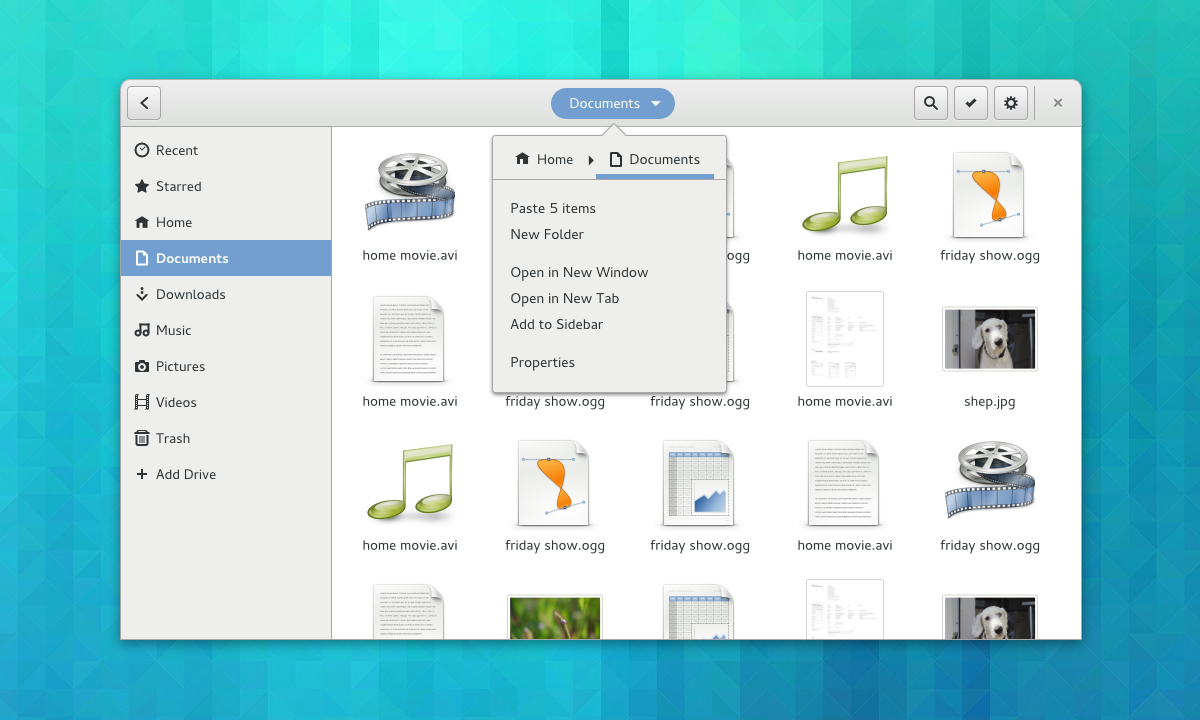 Documents
Recent
Starred
Home
Documents
Downloads
Music
Pictures
Videos
Trash
Add Drive
Home Documents
Paste 5 items
New Folder
Open in New Window
Open in New Tab
Add to Sidebar
Properties
home movie.avi ogg home movie.avi friday show.ogg
home movie.avi friday show.ogg friday show.ogg home movie.avi shep.jpg
home movie.avi friday show.ogg friday show.ogg home movie.avi friday show.ogg